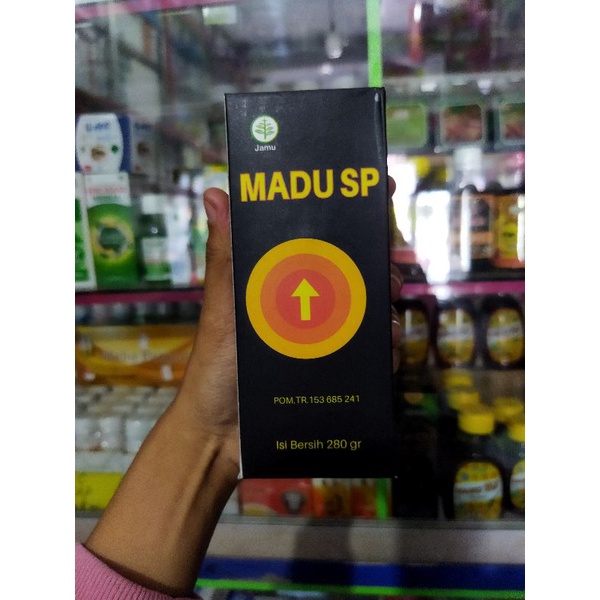 Jamu
MADU SP
POM.TR.153 685 241
Isi Bersih 280 gr